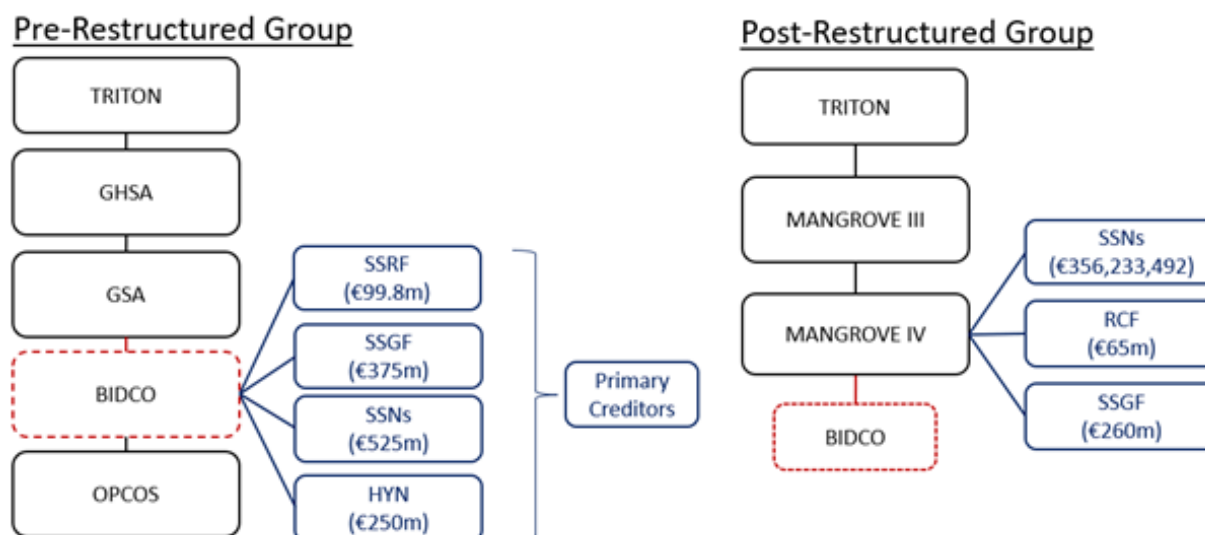 Pre-Restructured Group
TRITON
GHSA
GSA
BIDCO
OPCOS
SSRF
(€99.8m)
SSGF
(€375m)
SSNs
(€525m)
HYN
(€250m)
Primary
Creditors
Post-Restructured Group
TRITON
MANGROVE III
MANGROVE IV
BIDCO
SSNs
(€356,233,492)
RCF
(€65m)
SSGF
(€260m)